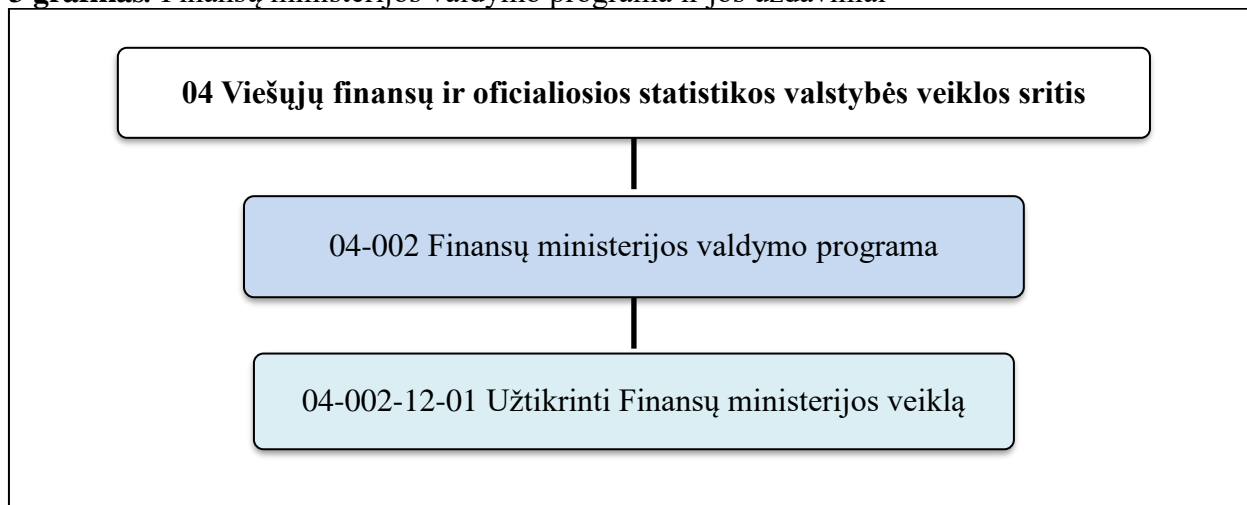 3 grafikas. Finansų ministerijos valdymo programa ir jos uždaviniai
04 Viešųjų finansų ir oficialiosios statistikos valstybės veiklos sritis
04-002 Finansų ministerijos valdymo programa
04-002-12-01 Užtikrinti Finansų ministerijos veiklą